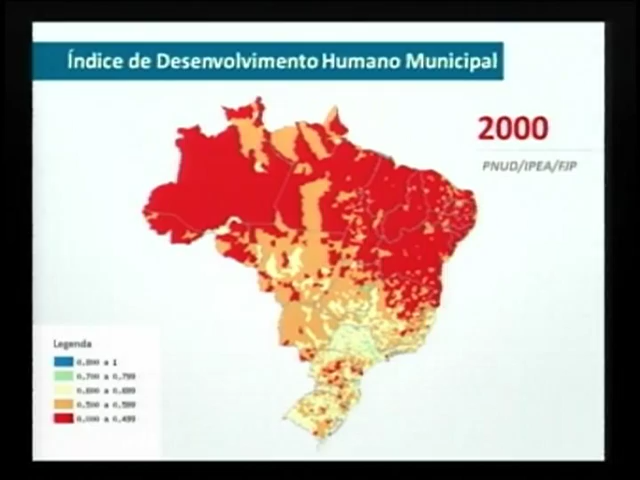 Índice de Desenvolvimento Humano Municipal
2000
PNUD/IPEA/FJP
Legenda
0,800 a 1
0,700 a 0,799
0,600 a 0,699
0,500 a 0,599
0,000 a 0,499